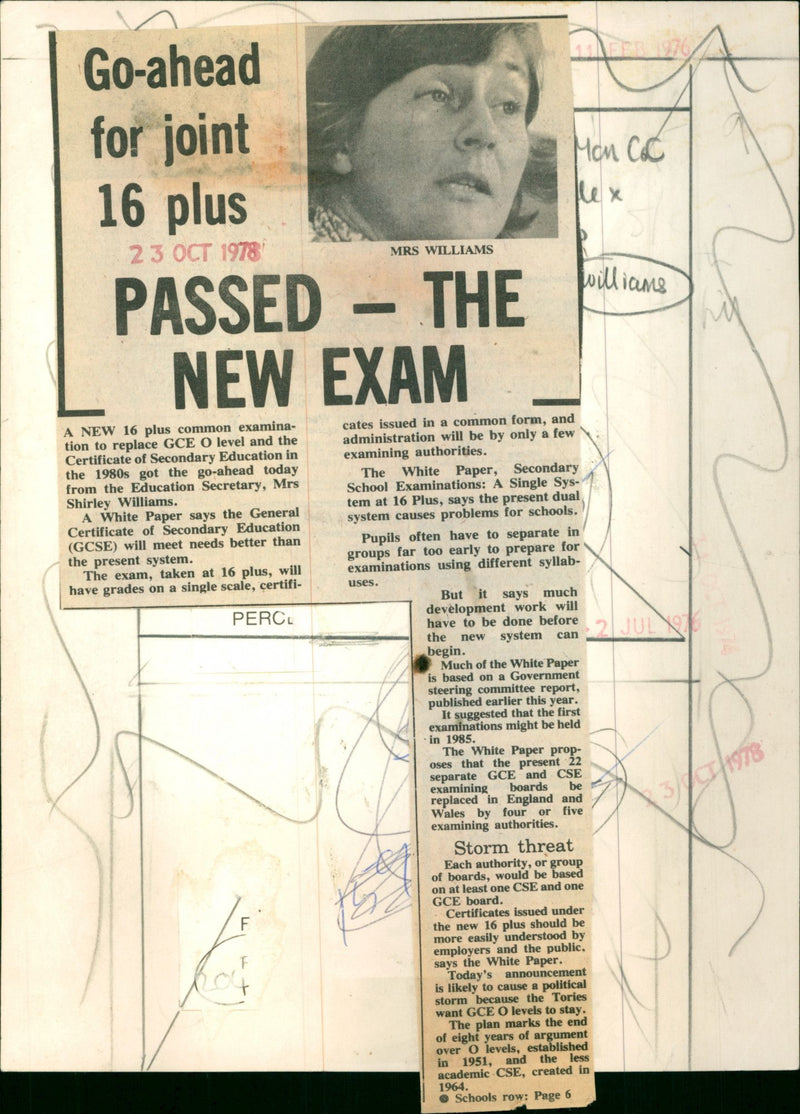 Go-ahead
for joint
16 plus
23 OCT 1978
MRS WILLIAMS
PASSED – THE
NEW EXAM
A NEW 16 plus common examina-
tion to replace GCE O level and the
Certificate of Secondary Education in
the 1980s got the go-ahead today
from the Education Secretary, Mrs
Shirley Williams.
A White Paper says the General
Certificate of Secondary Education
(GCSE) will meet needs better than
the present system.
The exam, taken at 16 plus, will
have grades on a single scale, certifi-
cates issued in a common form, and
administration will be by only a few
examining authorities.
The White Paper, Secondary
School Examinations: A Single Sys-
tem at 16 Plus, says the present dual
system causes problems for schools.
Pupils often have to separate in
groups far too early to prepare for
examinations using different syllab-
uses.
But it says much
development work will
have to be done before
the new system can
begin.
Much of the White Paper
is based on a Government
steering committee report,
published earlier this year.
It suggested that the first
examinations might be held
in 1985.
The White Paper prop-
oses that the present 22
separate GCE and CSE
examining boards be
replaced in England and
Wales by four or five
examining authorities.
Storm threat
Each authority, or group
of boards, would be based
on at least one CSE and one
GCE board.
Certificates issued under
the new 16 plus should be
more easily understood by
employers and the public,
says the White Paper.
Today's announcement
is likely to cause a political
storm because the Tories
want GCE O levels to stay.
The plan marks the end
of eight years of argument
over O levels, established
in 1951, and the less
academic CSE, created in
1964.
● Schools row: Page 6
11 FEB 1976
Williams
2 JUL 1976
23 OCT 1978
PERC
F
F